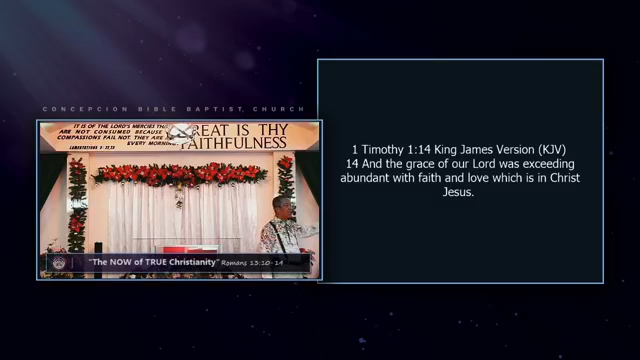 CONCEPCION BIBLE BAPTIST CHURCH
IT IS OF THE LORD'S MERCIES
ARE NOT CONSUMED BECAUSE
COMPASSIONS FAIL NOT. THEY ARE
EVERY MORNING
LAMENTATIONS 3:
REAT IS THY
FAITHFULNESS
"The NOW of TRUE Christianity" Romans 13:10-14
1 Timothy 1:14 King James Version (KJV)
14 And the grace of our Lord was exceeding
abundant with faith and love which is in Christ
Jesus.